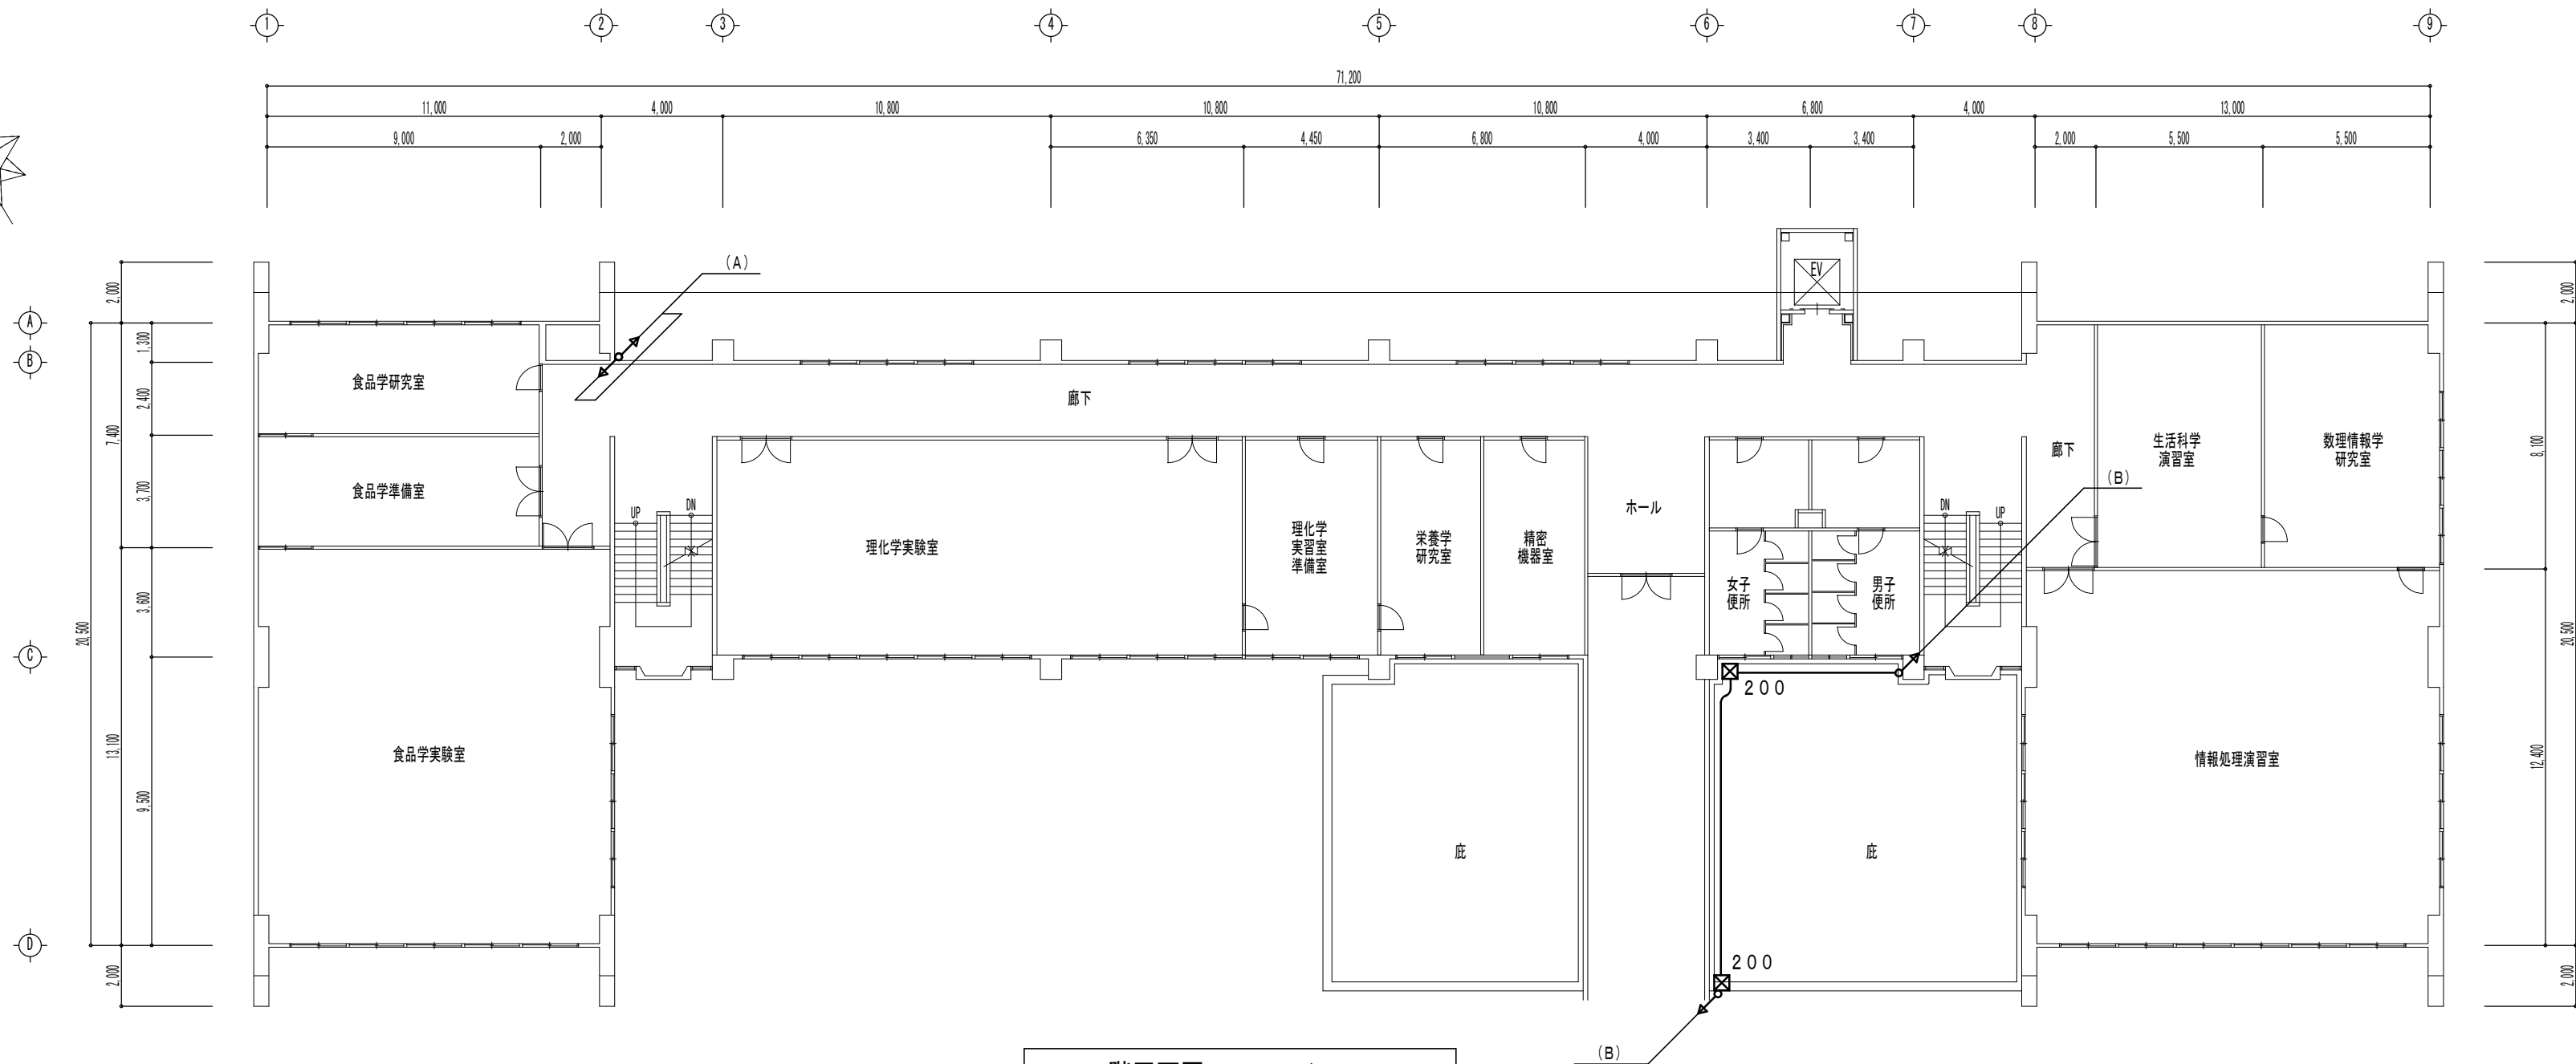 1 2 3 4 5 6 7 8 9
71,200
11,000 4,000 10,800 10,800 10,800 6,800 4,000 13,000
9,000 2,000 6,350 4,450 6,800 4,000 3,400 3,400 2,000 5,500 5,500
(A)
EV
2,000
2,000
A
B
1,300
2,400
7,400
3,700
3,600
20,500
C
13,100
9,500
D
2,000
食品学研究室
食品学準備室
食品学実験室
廊下
UP
DN
理化学実験室
理化学
実習室
準備室
栄養学
研究室
精密
機器室
ホール
女子
便所
男子
便所
DN
UP
廊下
生活科学
演習室
数理情報学
研究室
(B)
情報処理演習室
庇
庇
200
200
(B)
8,100
20,500
12,400
2,000